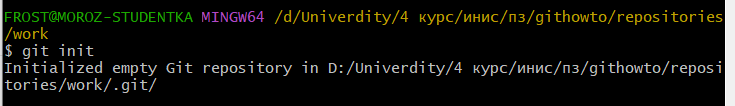 FROST@MOROZ-STUDENTKA MINGW64 /d/Univerdity/4 курс/инис/пз/githowto/repositories
/work
$ git init
Initialized empty Git repository in D:/Univerdity/4 курс/инис/пз/githowto/reposi
tories/work/.git/